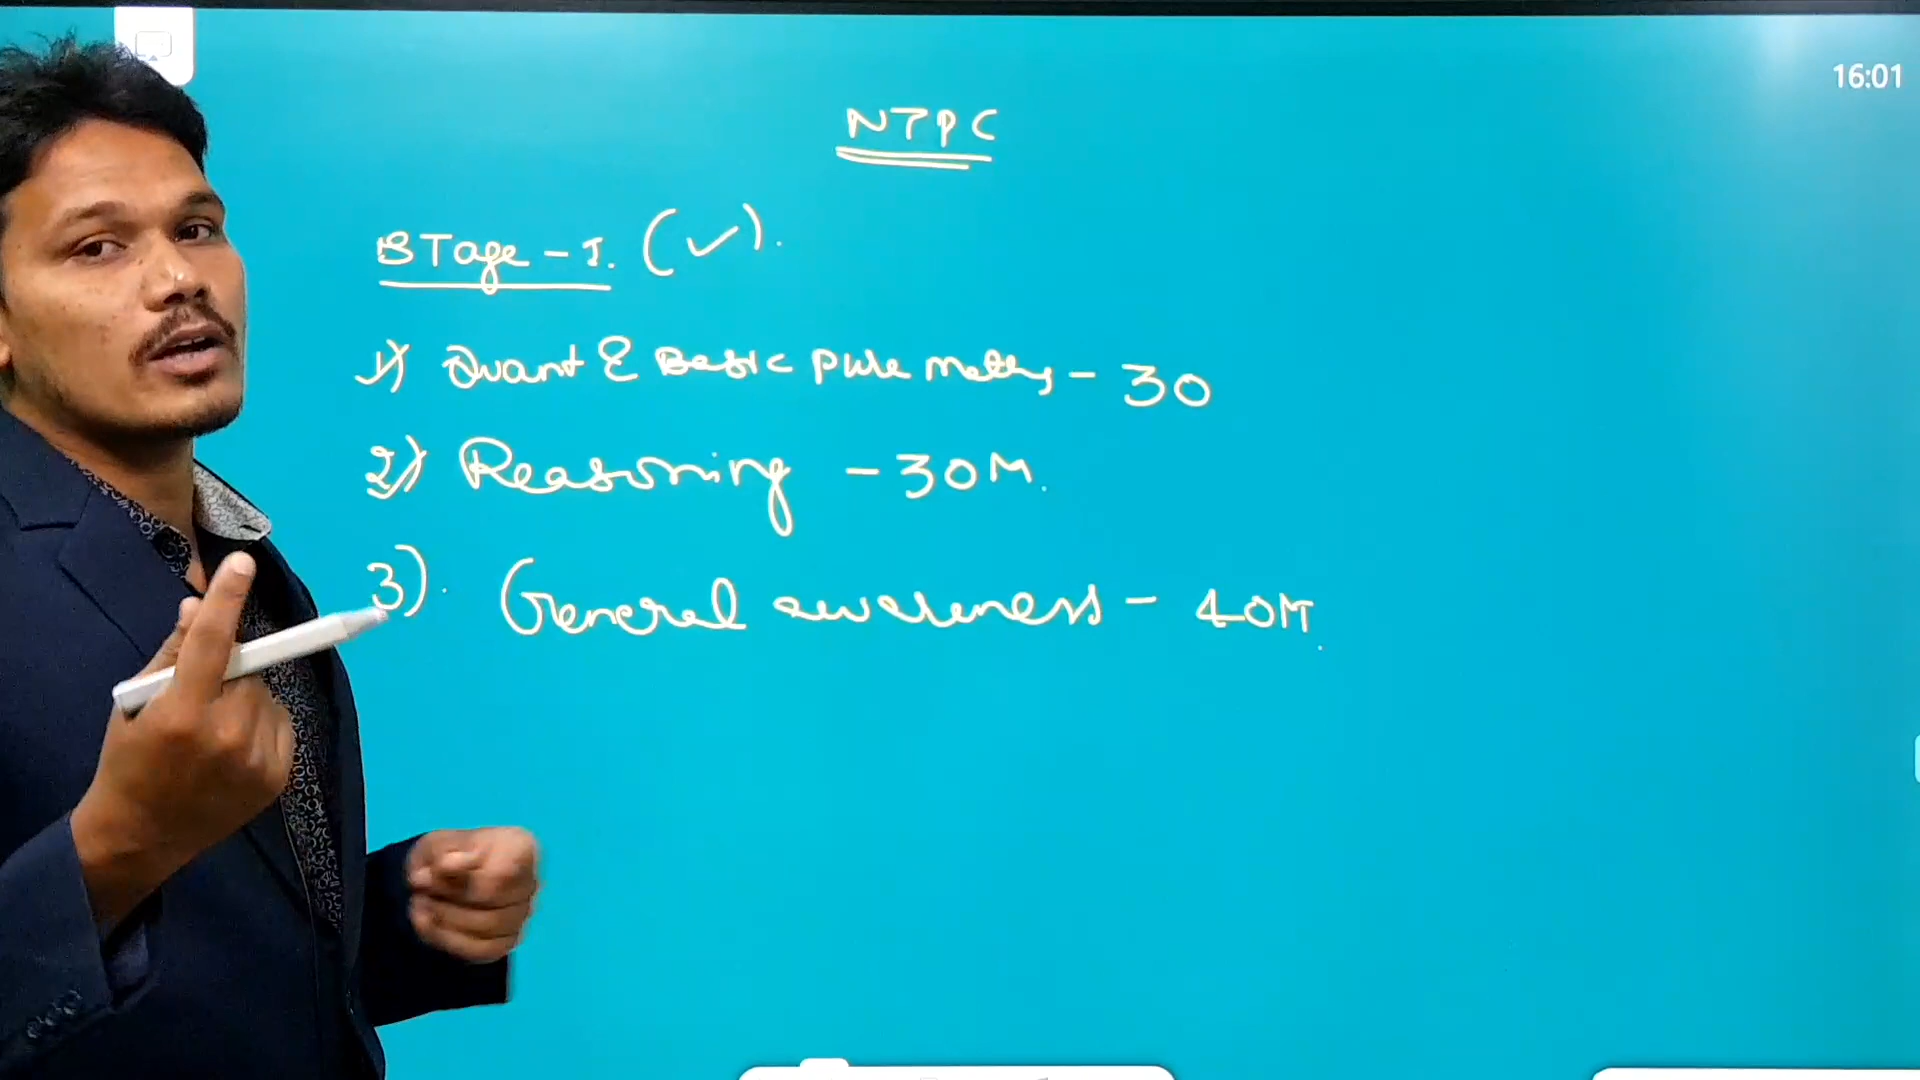 16:01
NTPC
STage - I. (✓).
1) Quant & Basic pure maths - 30
2) Reasoning - 30M.
3). General awareness - 40M.